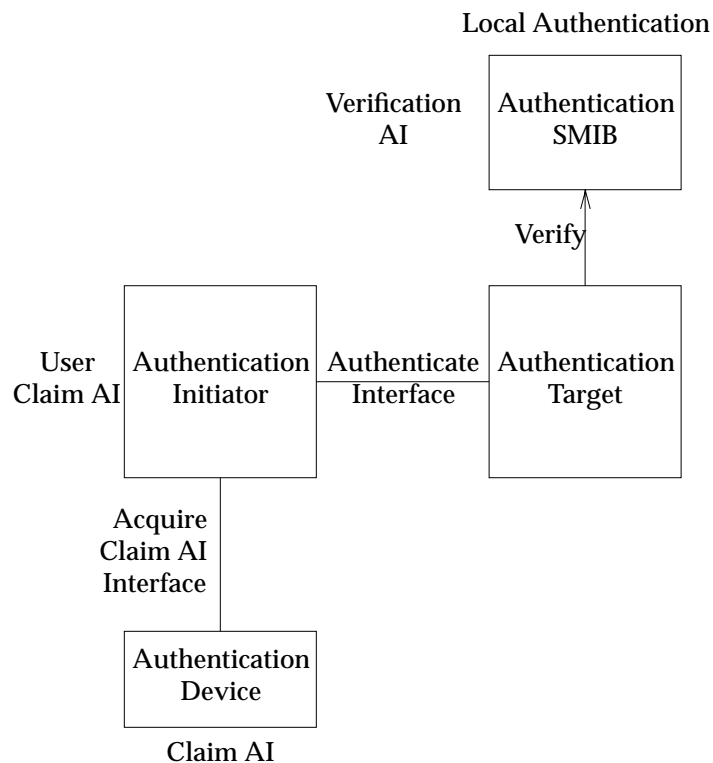 Local Authentication
Verification
AI
Authentication
SMIB
Verify
User
Claim AI
Authentication
Initiator
Authenticate
Interface
Authentication
Target
Acquire
Claim AI
Interface
Authentication
Device
Claim AI